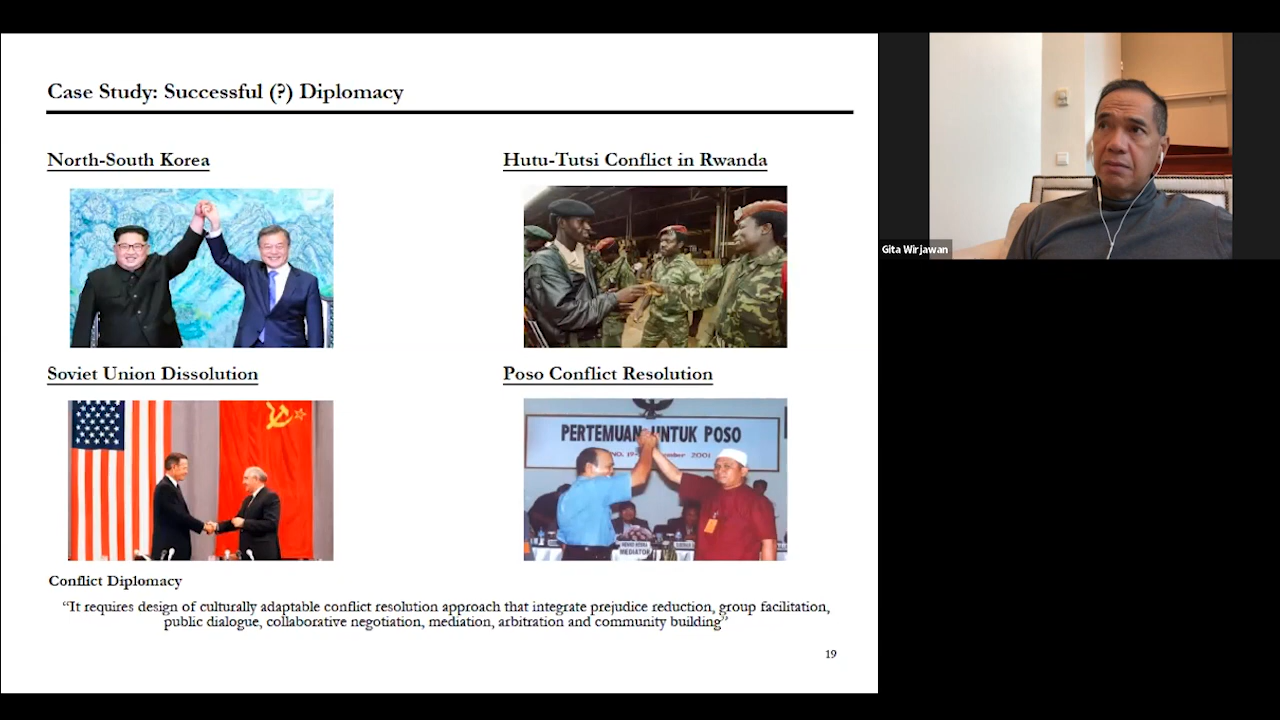 Case Study: Successful (?) Diplomacy
North-South Korea
Hutu-Tutsi Conflict in Rwanda
Gita Wirjawan
Soviet Union Dissolution
Poso Conflict Resolution
PERTEMUAN UNTUK POSO
2001
MEDIATOR
Conflict Diplomacy
“It requires design of culturally adaptable conflict resolution approach that integrate prejudice reduction, group facilitation,
public dialogue, collaborative negotiation, mediation, arbitration and community building”
19